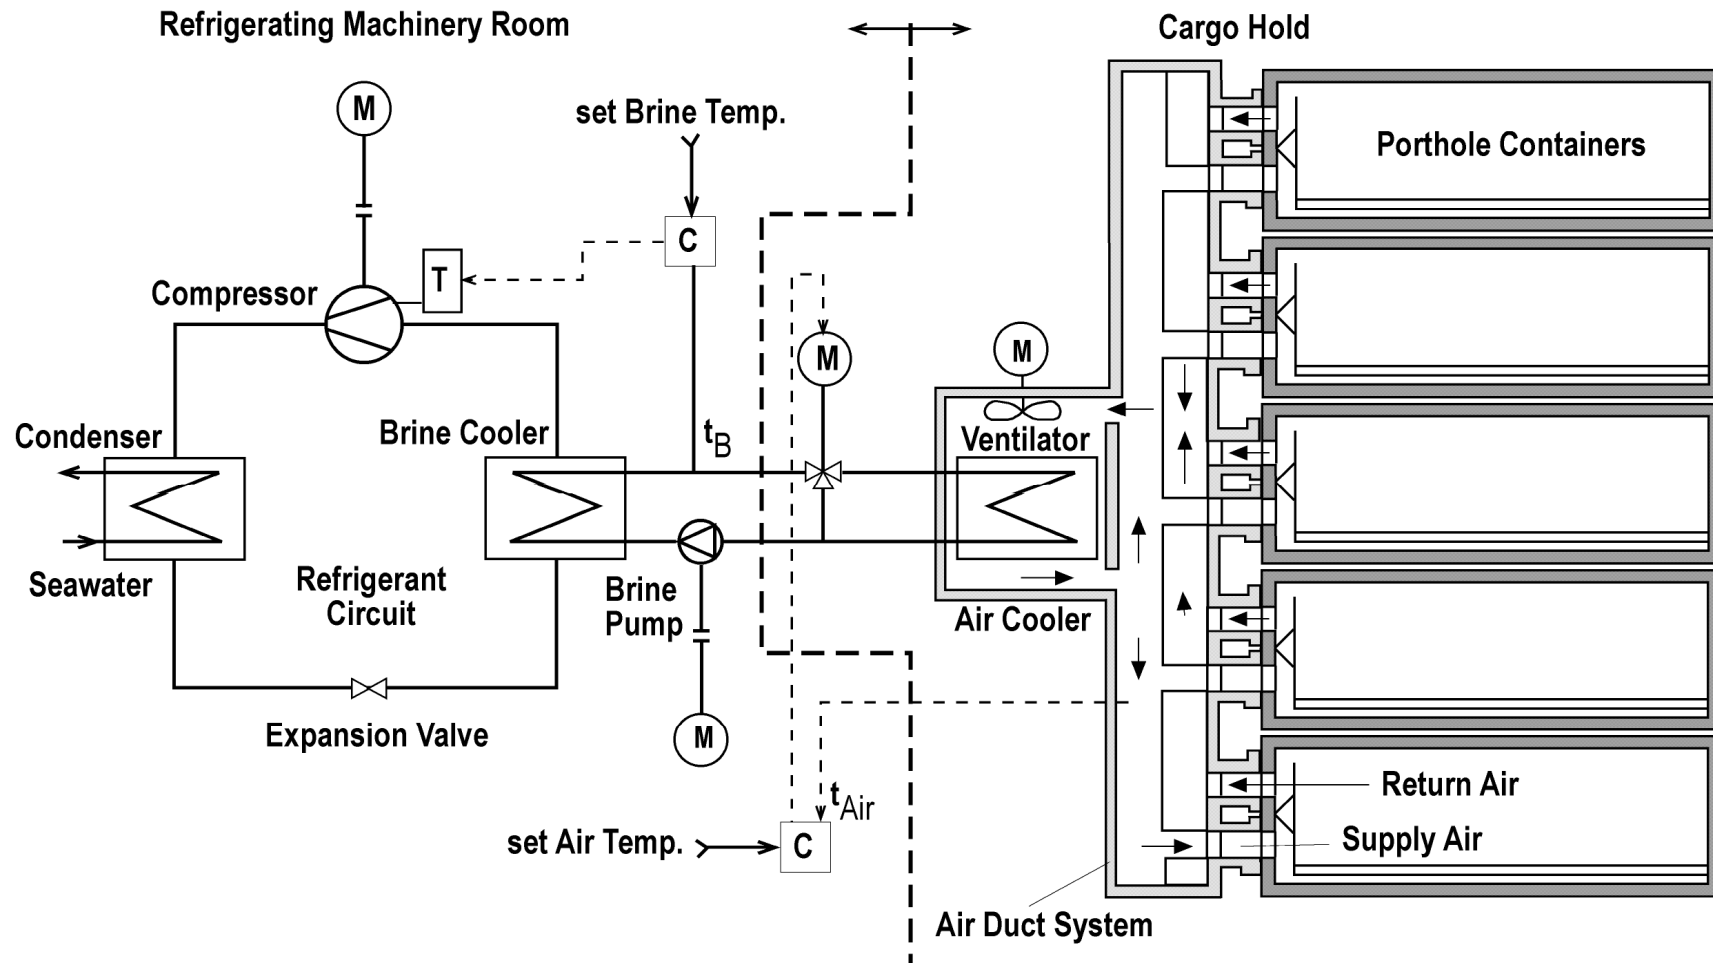 Refrigerating Machinery Room
Cargo Hold
M
set Brine Temp.
Porthole Containers
C
T
Compressor
M
M
Condenser
Brine Cooler
tB
Ventilator
Seawater
Refrigerant
Circuit
Brine
Pump
Air Cooler
Expansion Valve
M
tAir
Return Air
set Air Temp.
C
Supply Air
Air Duct System